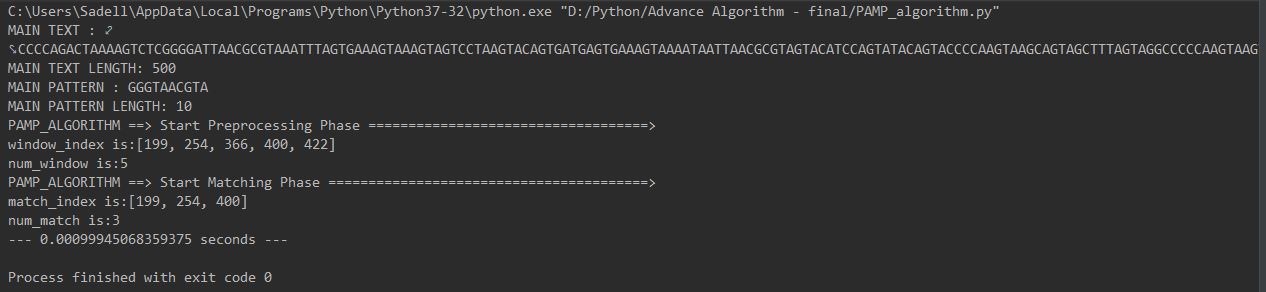 C:\Users\Sadell\AppData\Local\Programs\Python\Python37-32\python.exe "D:/Python/Advance Algorithm - final/PAMP_algorithm.py"
MAIN TEXT :
CCCCAGACTAAAAGTCTCGGGGATTAACGCGTAAATTTAGTGAAAGTAAAGTAGTCCTAAGTACAGTGATGAGTGAAAGTAAAATAATTAACGCGTAGTACATCCAGTATACAGTACCCCAAGTAAGCAGTAGCTTTAGTAGGCCCCCAAGTAAG
MAIN TEXT LENGTH: 500
MAIN PATTERN : GGGTAACGTA
MAIN PATTERN LENGTH: 10
PAMP_ALGORITHM ==> Start Preprocessing Phase ===================================>
window_index is:[199, 254, 366, 400, 422]
num_window is:5
PAMP_ALGORITHM ==> Start Matching Phase ========================================>
match_index is:[199, 254, 400]
num_match is:3
--- 0.00099945068359375 seconds ---
Process finished with exit code 0